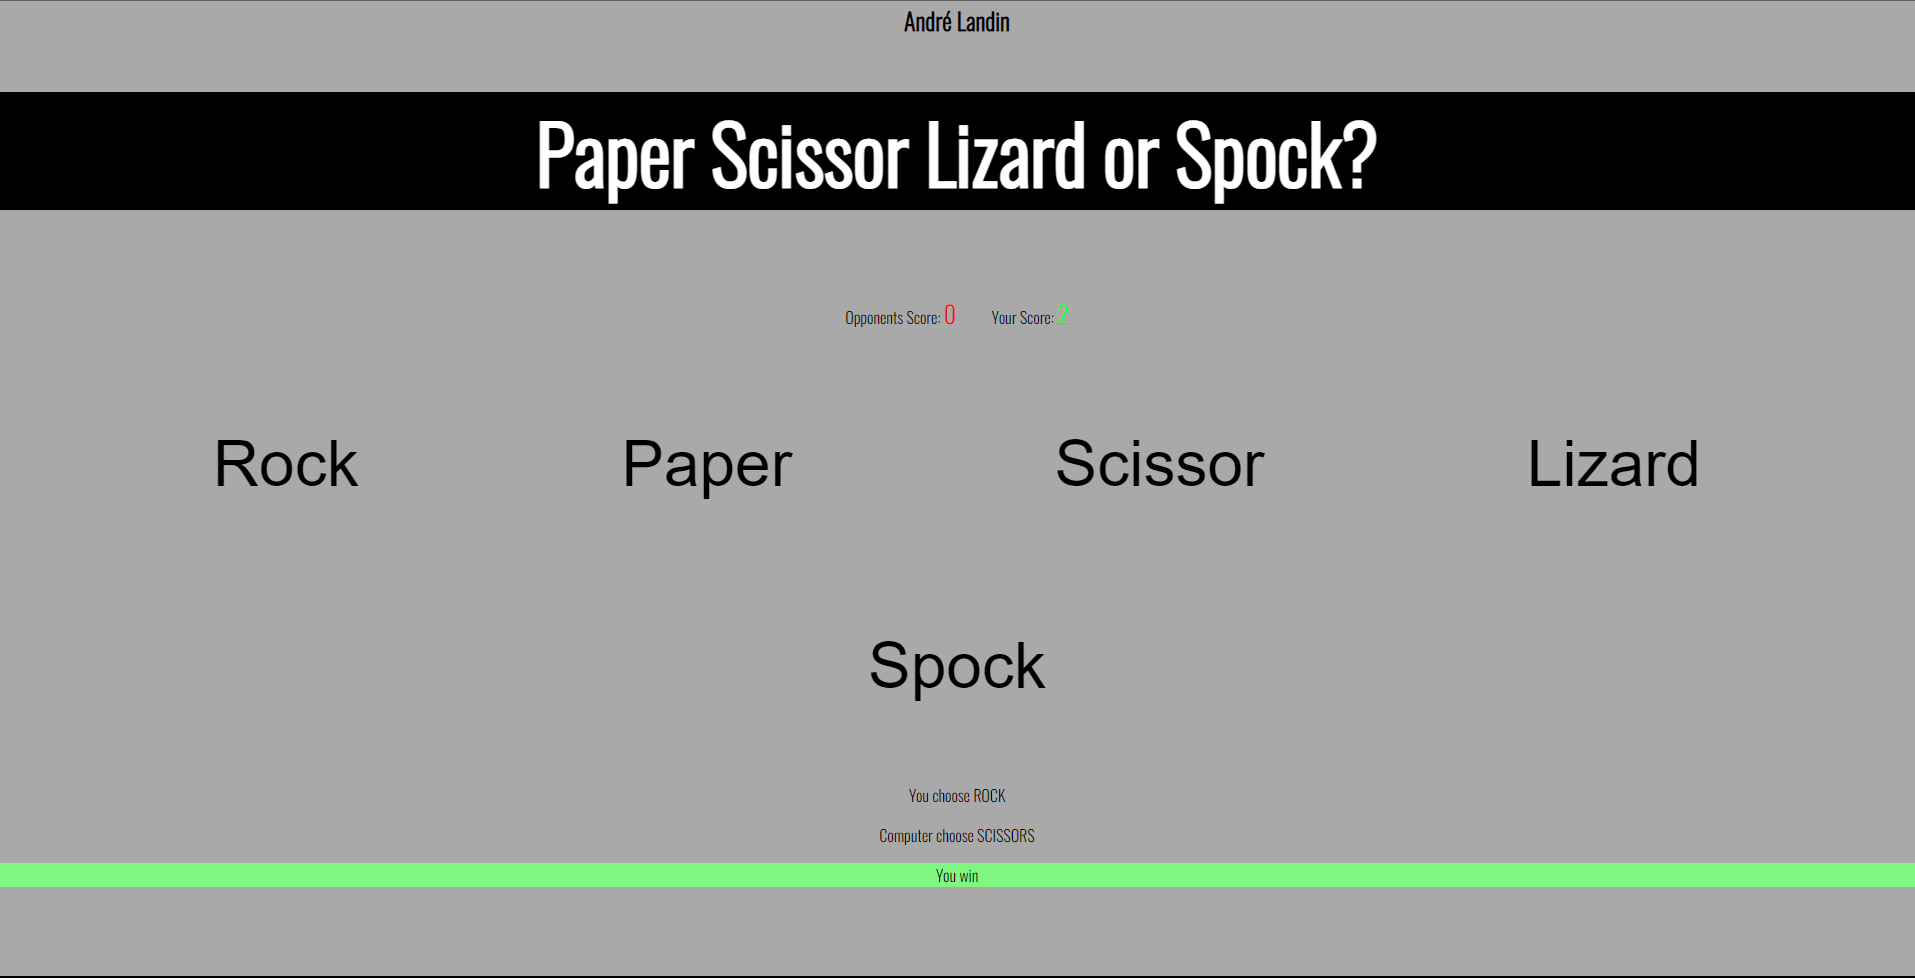 André Landin
Paper Scissor Lizard or Spock?
Opponents Score: 0 Your Score: 2
Rock Paper Scissor Lizard
Spock
You choose ROCK
Computer choose SCISSORS
You win